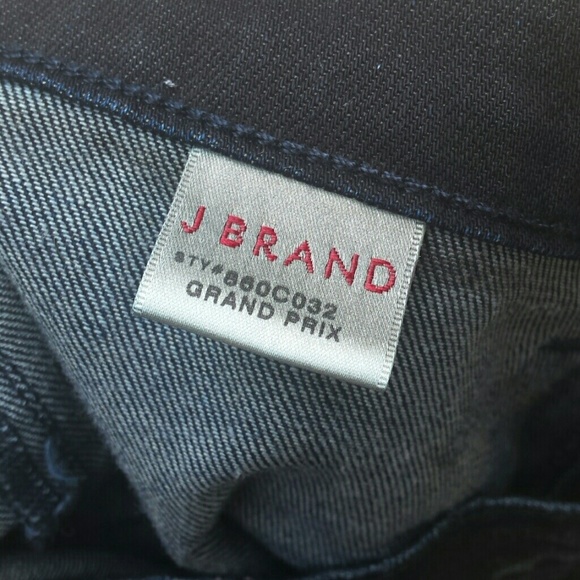 J BRAND
STY#860C032
GRAND PRIX